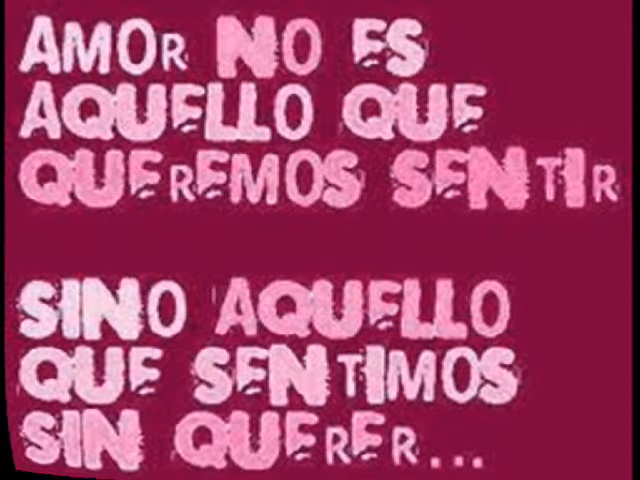 AMOR NO ES
AQUELLO QUE
QUEREMOS SENTIR
SINO AQUELLO
QUE SENTIMOS
SIN QUERER...